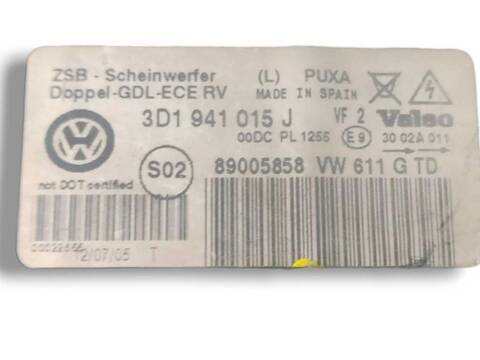 ZSB - Scheinwerfer (L) PUXA
Doppel-GDL-ECE RV MADE IN SPAIN
3D1 941 015 J VF 2 Valeo
00DC PL 1255 E9 30 02A 011
S02 89005858 VW 611 G TD
not DOT certified
12/07/05 T